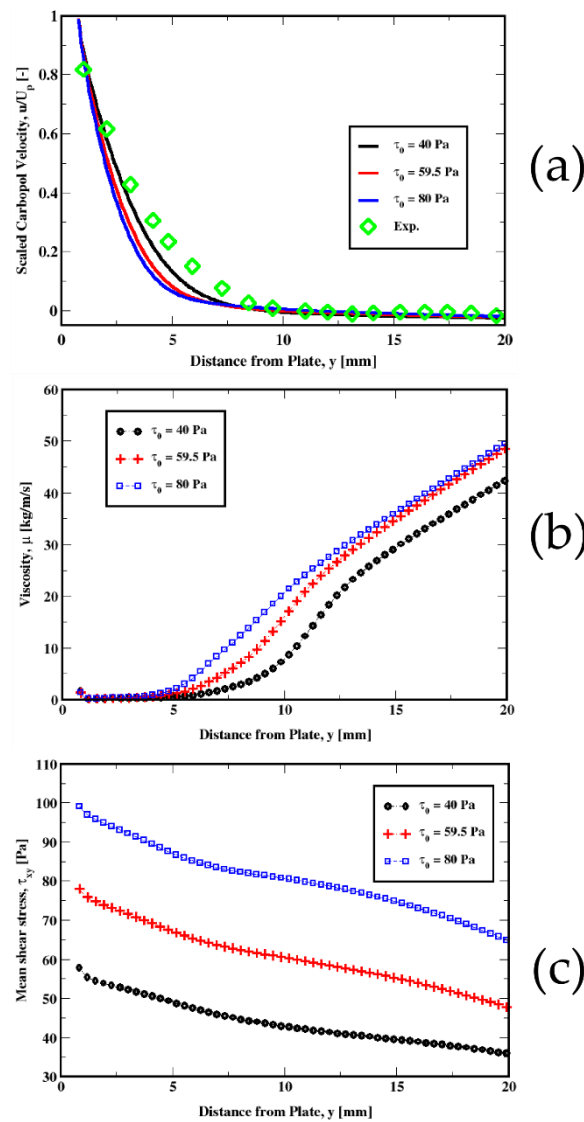 1
0.8
0.6
0.4
0.2
0
Scaled Carbopol Velocity, u/Uₚ [-]
τ₀ = 40 Pa
τ₀ = 59.5 Pa
τ₀ = 80 Pa
Exp.
0 5 10 15 20
Distance from Plate, y [mm]
(a)
60
50
40
30
20
10
0
Viscosity, μ [kg/m/s]
τ₀ = 40 Pa
τ₀ = 59.5 Pa
τ₀ = 80 Pa
0 5 10 15 20
Distance from Plate, y [mm]
(b)
110
100
90
80
70
60
50
40
30
Mean shear stress, τxy [Pa]
τ₀ = 40 Pa
τ₀ = 59.5 Pa
τ₀ = 80 Pa
0 5 10 15 20
Distance from Plate, y [mm]
(c)